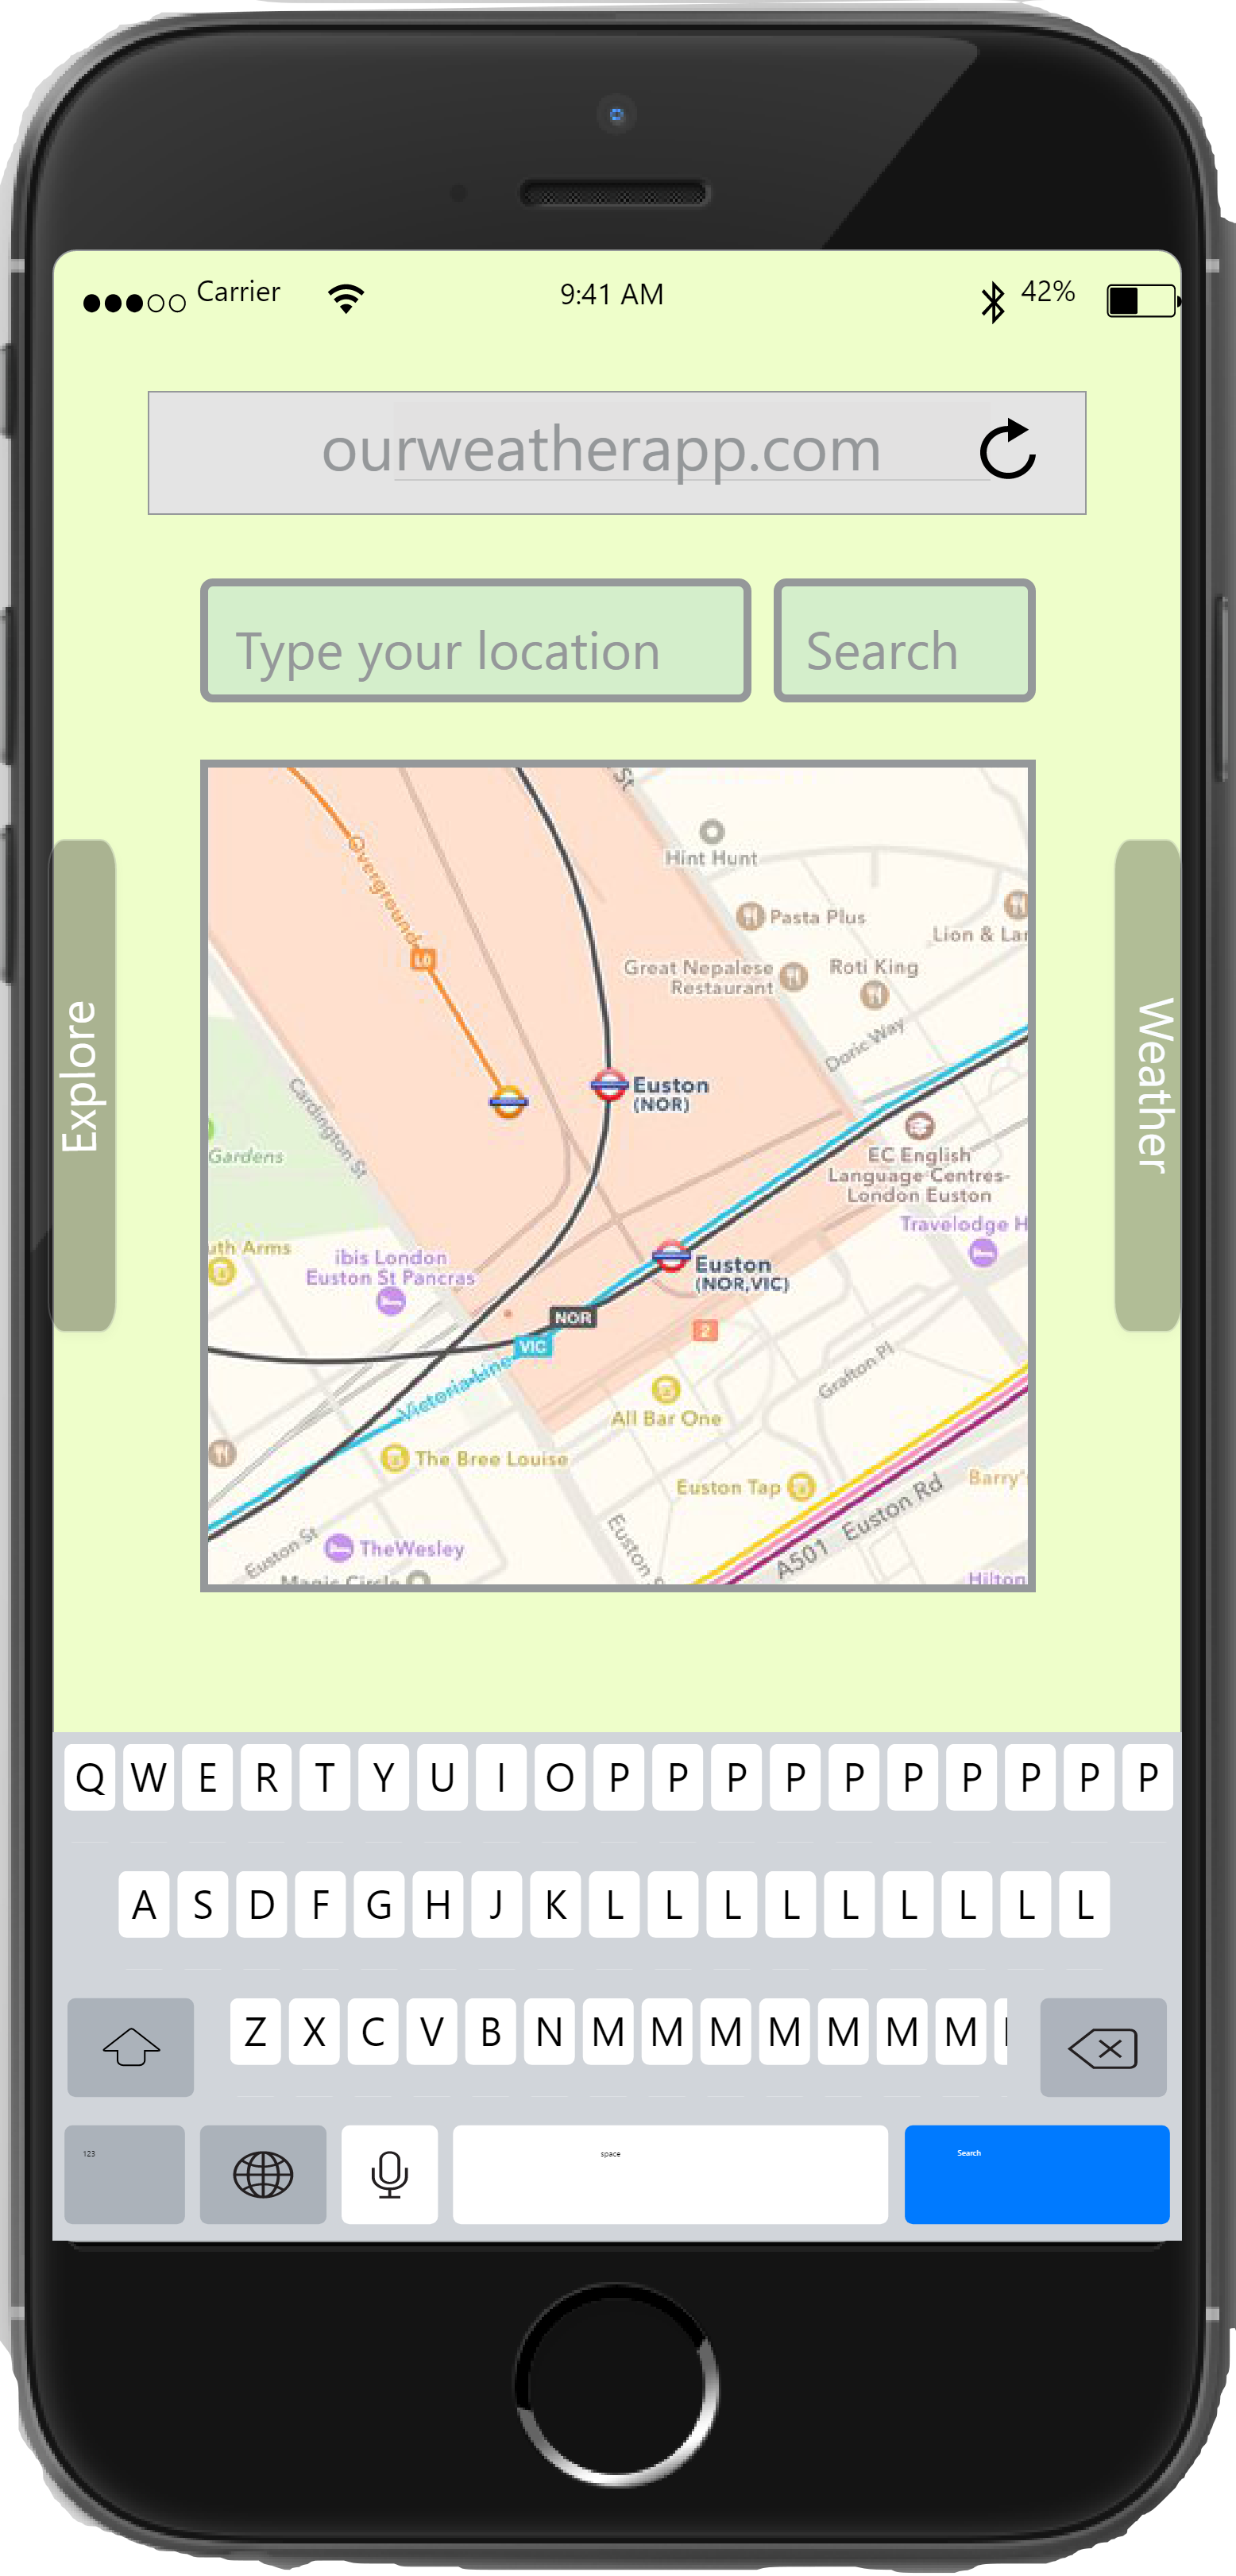 Carrier
9:41 AM
42%
ourweatherapp.com
Type your location
Search
St
Hint Hunt
Overground
Pasta Plus
Lion &
LO
Great Nepalese
Restaurant
Roti King
Doric Way
Explore
Weather
Euston
(NOR)
Cardington St
Gardens
EC English
Language Centres-
London Euston
Travelodge H
uth Arms
ibis London
Euston St Pancras
Euston
(NOR,VIC)
NOR
2
VIC
Victoria Line
Grafton Pl
All Bar One
The Bree Louise
Euston Tap
Barry'
A501 Euston Rd
Euston St
TheWesley
Euston
Magic Circle
Hilton
Q W E R T Y U I O P P P P P P P P P P
A S D F G H J K L L L L L L L L L
Z X C V B N M M M M M M M
123
space
Search